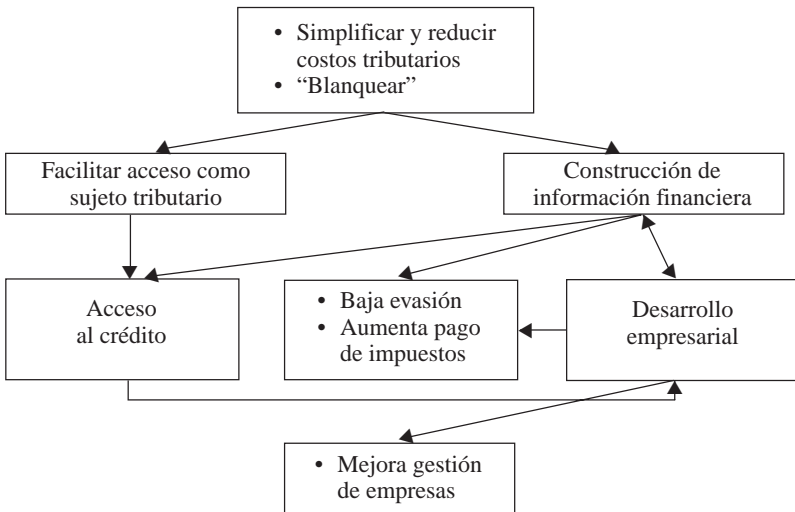 • Simplificar y reducir
costos tributarios
• “Blanquear”
Facilitar acceso como
sujeto tributario
Construcción de
información financiera
Acceso
al crédito
• Baja evasión
• Aumenta pago
de impuestos
Desarrollo
empresarial
• Mejora gestión
de empresas